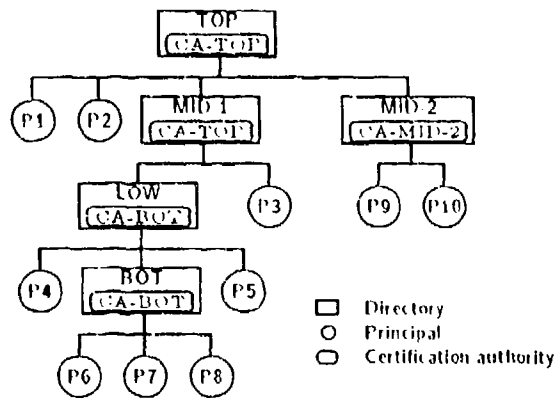 TOP
CA-TOP
P1
P2
MID-1
CA-TOP
MID-2
CA-MID-2
LOW
CA-BOT
P3
P9
P10
P4
BOT
CA-BOT
P5
Directory
Principal
Certification authority
P6
P7
P8